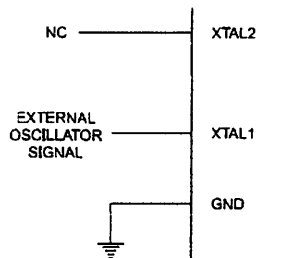 NC XTAL2
EXTERNAL
OSCILLATOR XTAL1
SIGNAL
GND